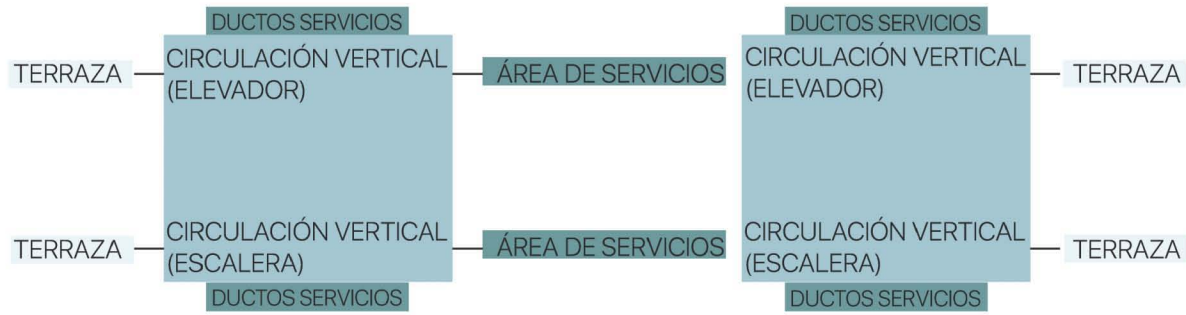 DUCTOS SERVICIOS
DUCTOS SERVICIOS
TERRAZA
CIRCULACIÓN VERTICAL
(ELEVADOR)
ÁREA DE SERVICIOS
CIRCULACIÓN VERTICAL
(ELEVADOR)
TERRAZA
TERRAZA
CIRCULACIÓN VERTICAL
(ESCALERA)
ÁREA DE SERVICIOS
CIRCULACIÓN VERTICAL
(ESCALERA)
TERRAZA
DUCTOS SERVICIOS
DUCTOS SERVICIOS